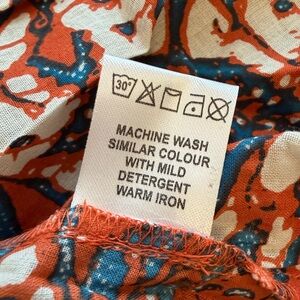 30°
MACHINE WASH
SIMILAR COLOUR
WITH MILD
DETERGENT
WARM IRON